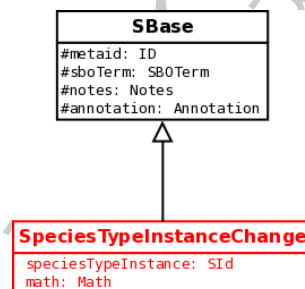 SBase
#metaid: ID
#sboTerm: SBOTerm
#notes: Notes
#annotation: Annotation
SpeciesTypeInstanceChange
speciesTypeInstance: SId
math: Math